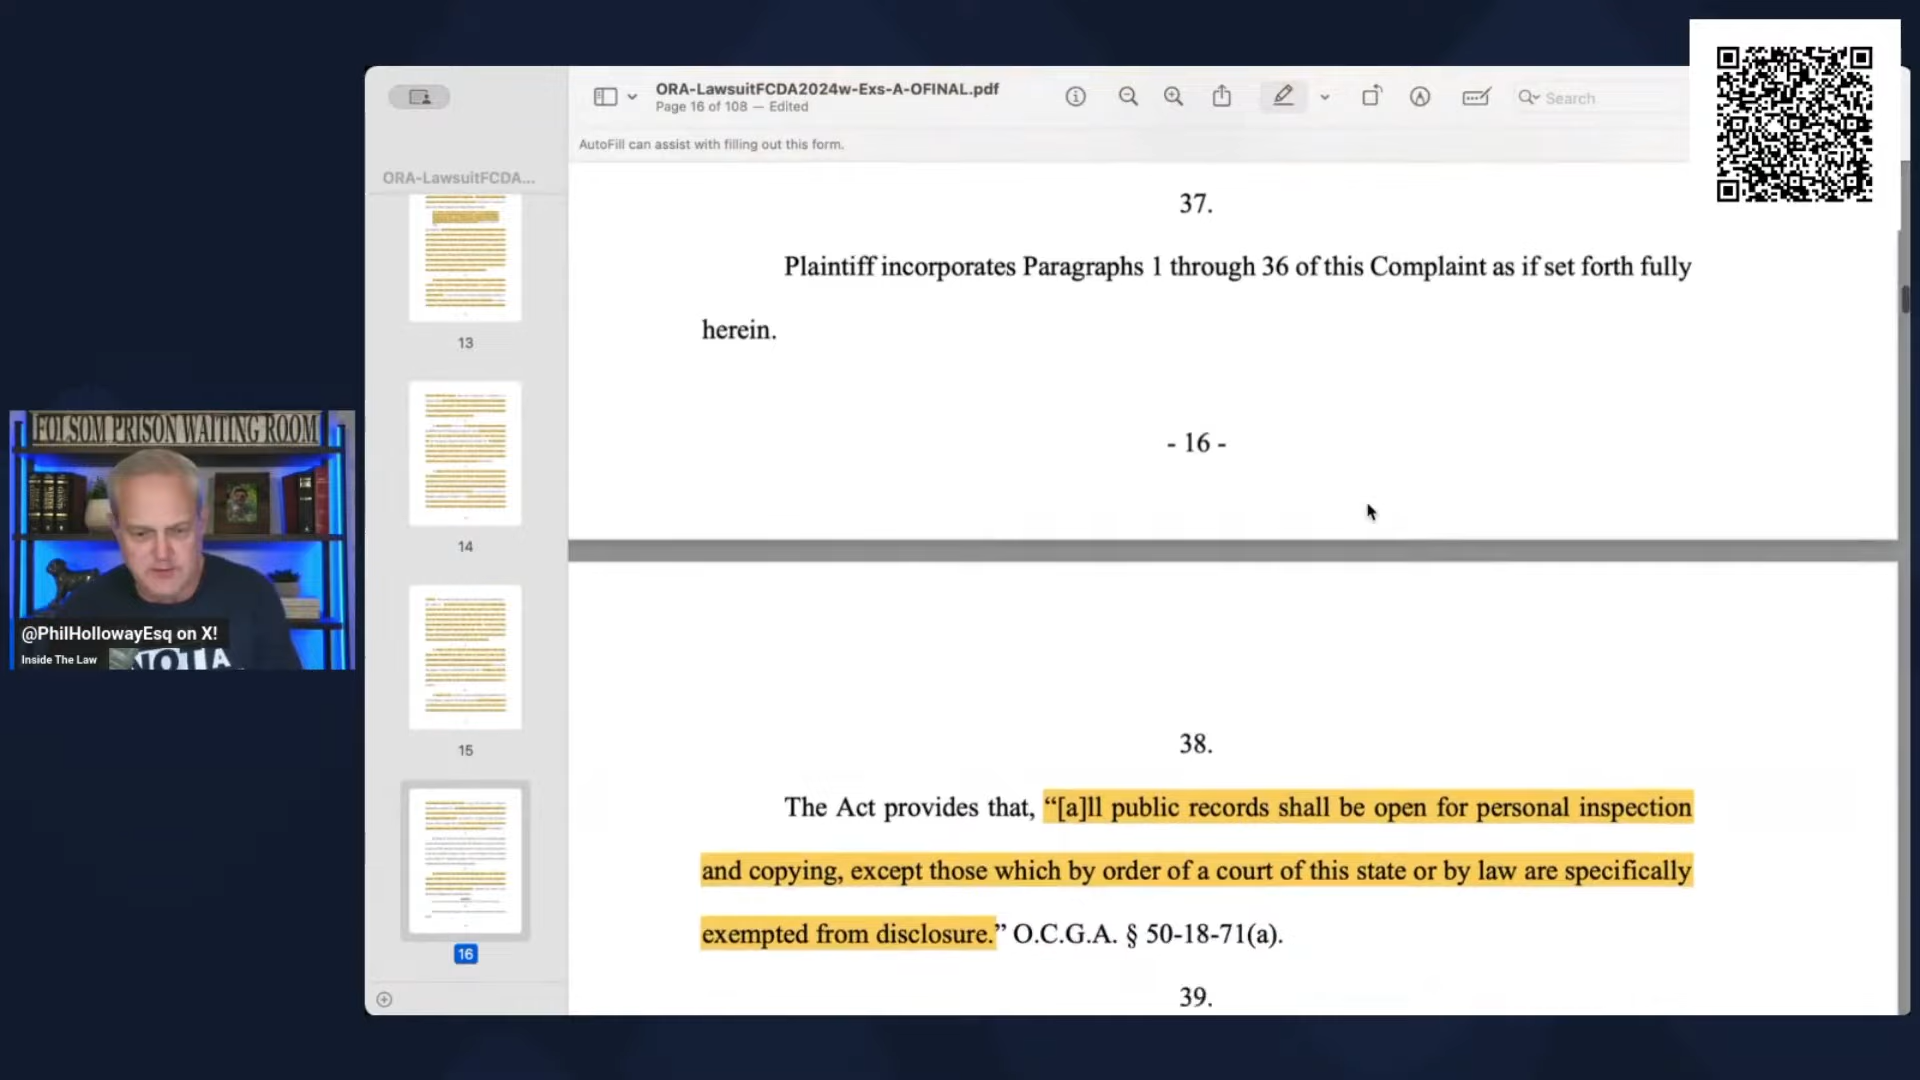 ORA-LawsuitFCDA2024w-Exs-A-OFINAL.pdf
Page 16 of 108 — Edited
Search
AutoFill can assist with filling out this form.
ORA-LawsuitFCDA...
13
14
15
16
37.
Plaintiff incorporates Paragraphs 1 through 36 of this Complaint as if set forth fully
herein.
- 16 -
38.
The Act provides that, “[a]ll public records shall be open for personal inspection
and copying, except those which by order of a court of this state or by law are specifically
exempted from disclosure.” O.C.G.A. § 50-18-71(a).
39.
FOLSOM PRISON WAITING ROOM
@PhilHollowayEsq on X!
Inside The Law
NOT A